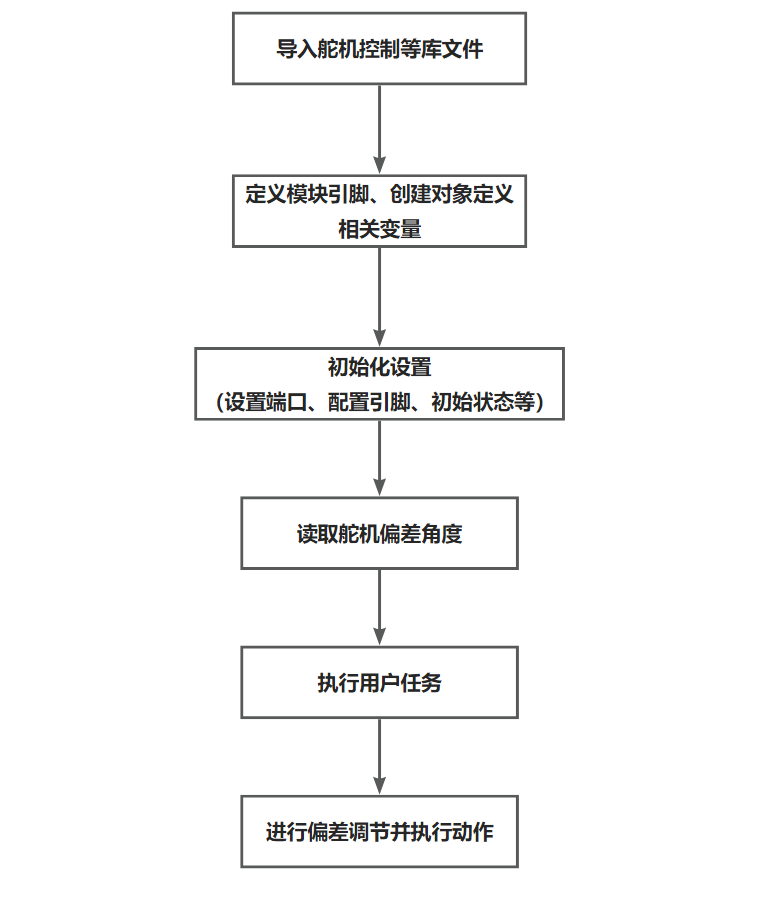 导入舵机控制等库文件
定义模块引脚、创建对象定义
相关变量
初始化设置
（设置端口、配置引脚、初始状态等）
读取舵机偏差角度
执行用户任务
进行偏差调节并执行动作